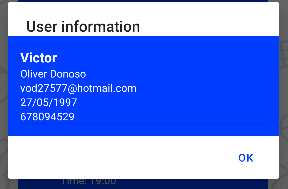 User information
Victor
Oliver Donoso
vod27577@hotmail.com
27/05/1997
678094529
OK
Time: 19:00